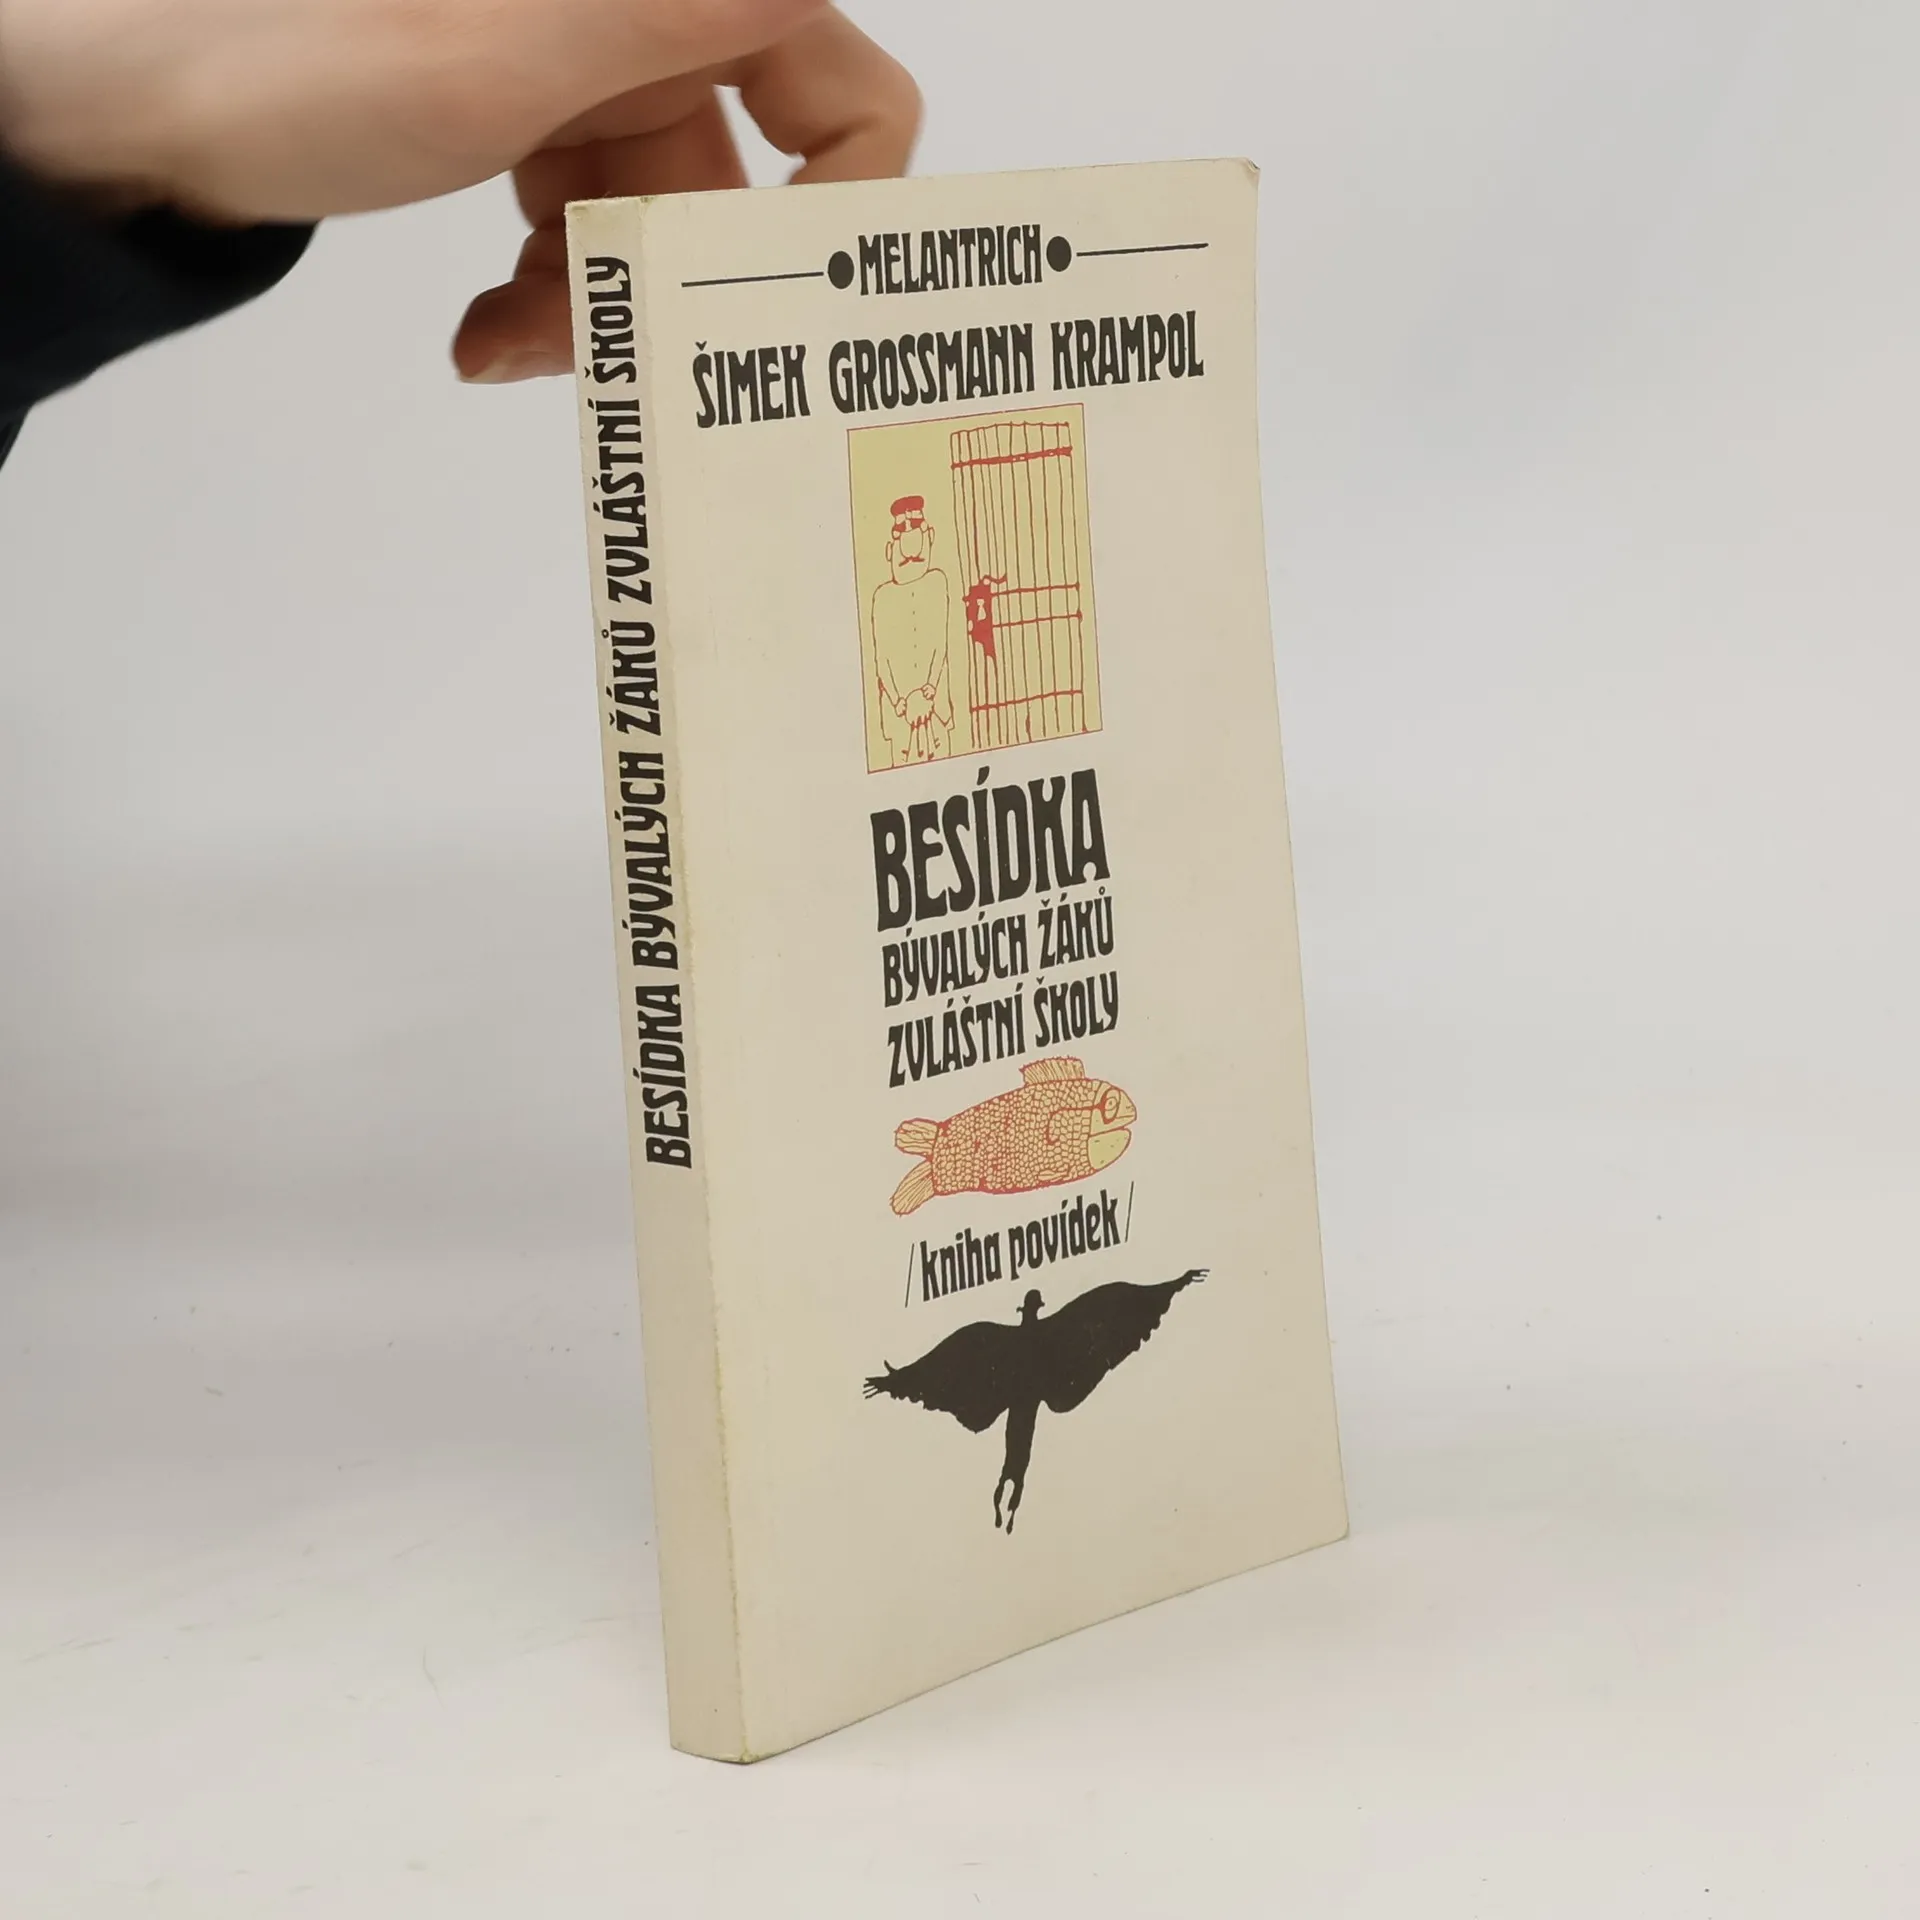 BESÍDKA BÝVALÝCH ŽÁKŮ ZVLÁŠTNÍ ŠKOLY
MELANTRICH
ŠIMEK GROSSMANN KRAMPOL
BESÍDKA
BÝVALÝCH ŽÁKŮ
ZVLÁŠTNÍ ŠKOLY
/kniha povídek/